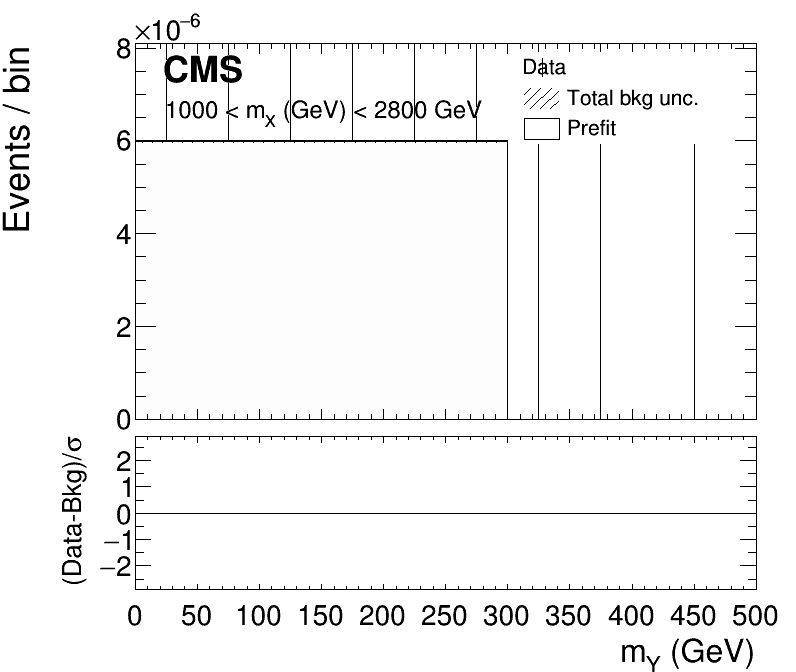 ×10⁻⁶
Events / bin
8
6
4
2
0
CMS
1000 < mX (GeV) < 2800 GeV
Data
Total bkg unc.
Prefit
(Data-Bkg)/σ
2
1
0
−1
−2
0 50 100 150 200 250 300 350 400 450 500
mY (GeV)